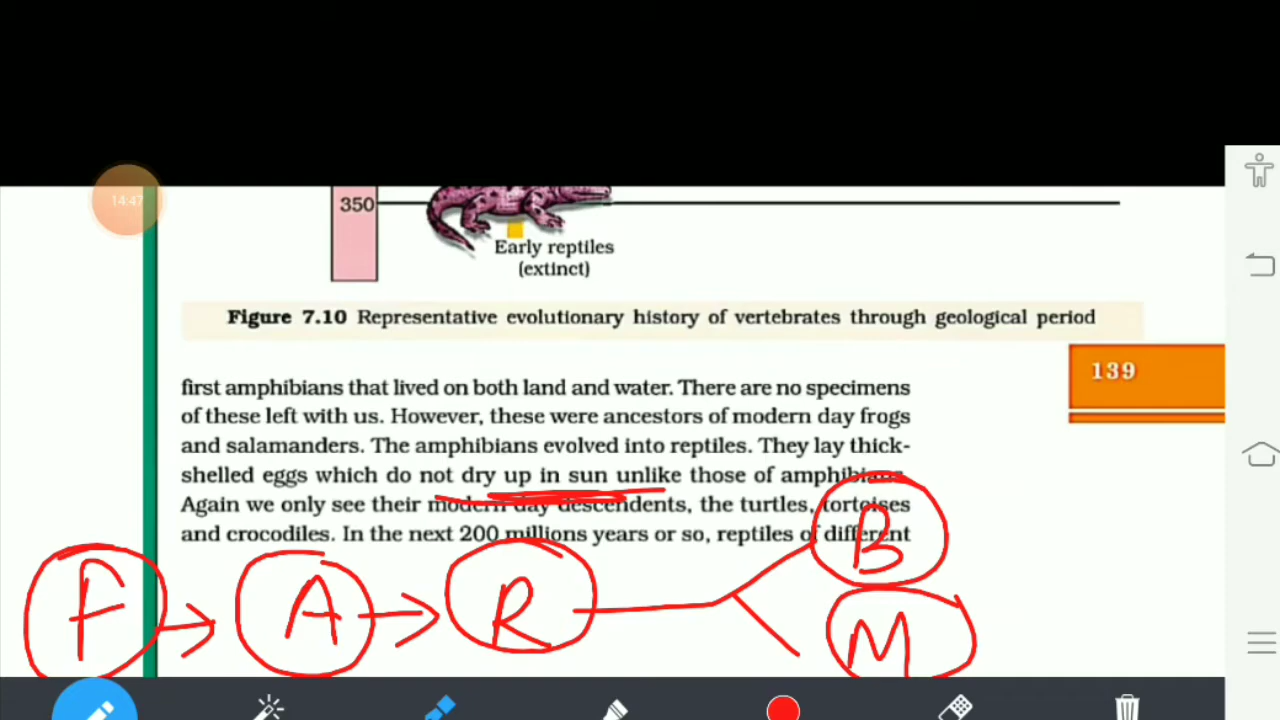 14:47
350
Early reptiles
(extinct)
Figure 7.10 Representative evolutionary history of vertebrates through geological period
139
first amphibians that lived on both land and water. There are no specimens
of these left with us. However, these were ancestors of modern day frogs
and salamanders. The amphibians evolved into reptiles. They lay thick-
shelled eggs which do not dry up in sun unlike those of amphibians.
Again we only see their modern day descendents, the turtles, tortoises
and crocodiles. In the next 200 millions years or so, reptiles of different
F → A → R B
M